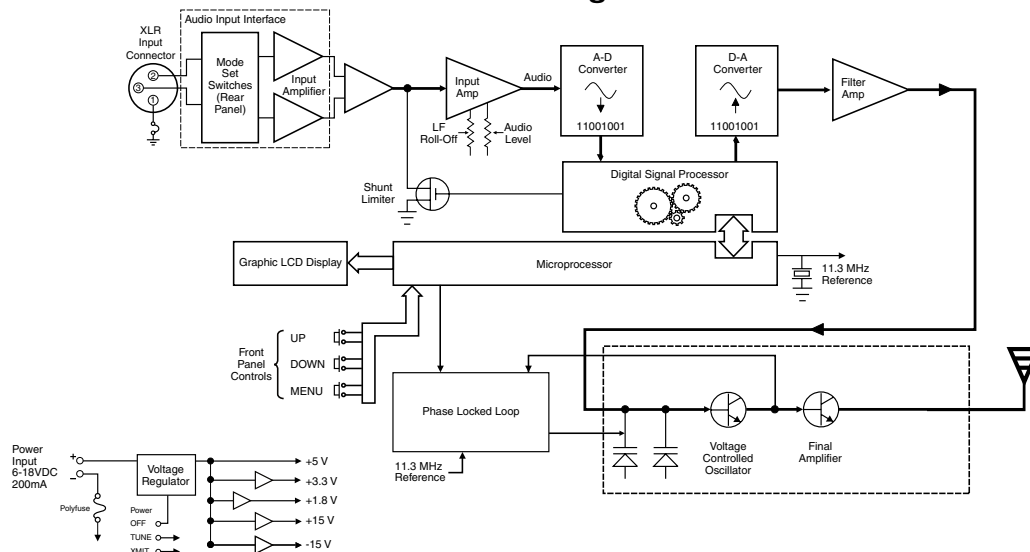 Audio Input Interface
XLR
Input
Connector
2
3
1
Mode
Set
Switches
(Rear
Panel)
Input
Amplifier
Input
Amp
Audio
LF
Roll-Off
Audio
Level
A-D
Converter
11001001
D-A
Converter
11001001
Filter
Amp
Shunt
Limiter
Digital Signal Processor
Graphic LCD Display
Microprocessor
11.3 MHz
Reference
Front
Panel
Controls
UP
DOWN
MENU
Phase Locked Loop
11.3 MHz
Reference
Voltage
Controlled
Oscillator
Final
Amplifier
Power
Input
6-18VDC
200mA
+
–
Polyfuse
Voltage
Regulator
Power
OFF
TUNE
XMIT
+5 V
+3.3 V
+1.8 V
+15 V
-15 V